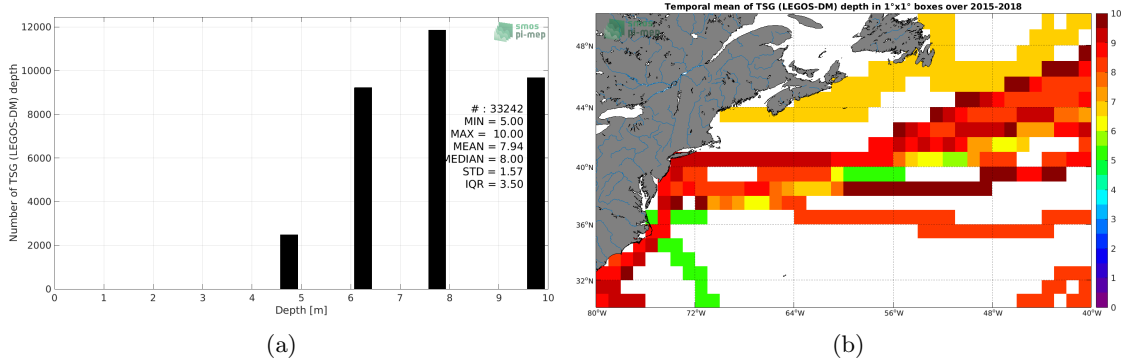 12000
10000
8000
6000
4000
2000
0
Number of TSG (LEGOS-DM) depth
smos
pi-mep
# : 33242
MIN = 5.00
MAX = 10.00
MEAN = 7.94
MEDIAN = 8.00
STD = 1.57
IQR = 3.50
0 1 2 3 4 5 6 7 8 9 10
Depth [m]
(a)
Temporal mean of TSG (LEGOS-DM) depth in 1°x1° boxes over 2015-2018
smos
pi-mep
48°N
44°N
40°N
36°N
32°N
80°W 72°W 64°W 56°W 48°W 40°W
10
9
8
7
6
5
4
3
2
1
0
(b)